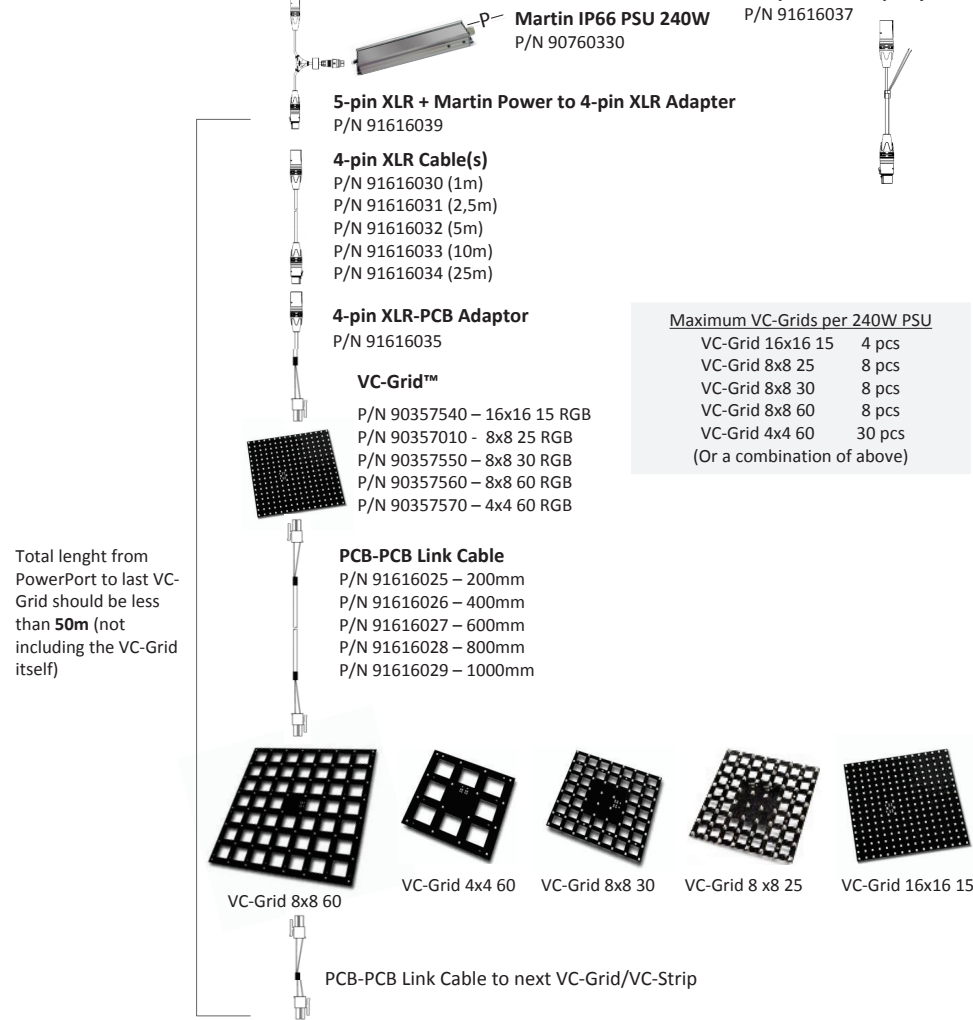 P
Martin IP66 PSU 240W
P/N 90760330
P/N 91616037
5-pin XLR + Martin Power to 4-pin XLR Adapter
P/N 91616039
4-pin XLR Cable(s)
P/N 91616030 (1m)
P/N 91616031 (2,5m)
P/N 91616032 (5m)
P/N 91616033 (10m)
P/N 91616034 (25m)
4-pin XLR-PCB Adaptor
P/N 91616035
Maximum VC-Grids per 240W PSU
VC-Grid 16x16 15 4 pcs
VC-Grid 8x8 25 8 pcs
VC-Grid 8x8 30 8 pcs
VC-Grid 8x8 60 8 pcs
VC-Grid 4x4 60 30 pcs
(Or a combination of above)
VC-Grid™
P/N 90357540 – 16x16 15 RGB
P/N 90357010 - 8x8 25 RGB
P/N 90357550 – 8x8 30 RGB
P/N 90357560 – 8x8 60 RGB
P/N 90357570 – 4x4 60 RGB
Total lenght from
PowerPort to last VC-
Grid should be less
than 50m (not
including the VC-Grid
itself)
PCB-PCB Link Cable
P/N 91616025 – 200mm
P/N 91616026 – 400mm
P/N 91616027 – 600mm
P/N 91616028 – 800mm
P/N 91616029 – 1000mm
VC-Grid 8x8 60
VC-Grid 4x4 60
VC-Grid 8x8 30
VC-Grid 8 x8 25
VC-Grid 16x16 15
PCB-PCB Link Cable to next VC-Grid/VC-Strip